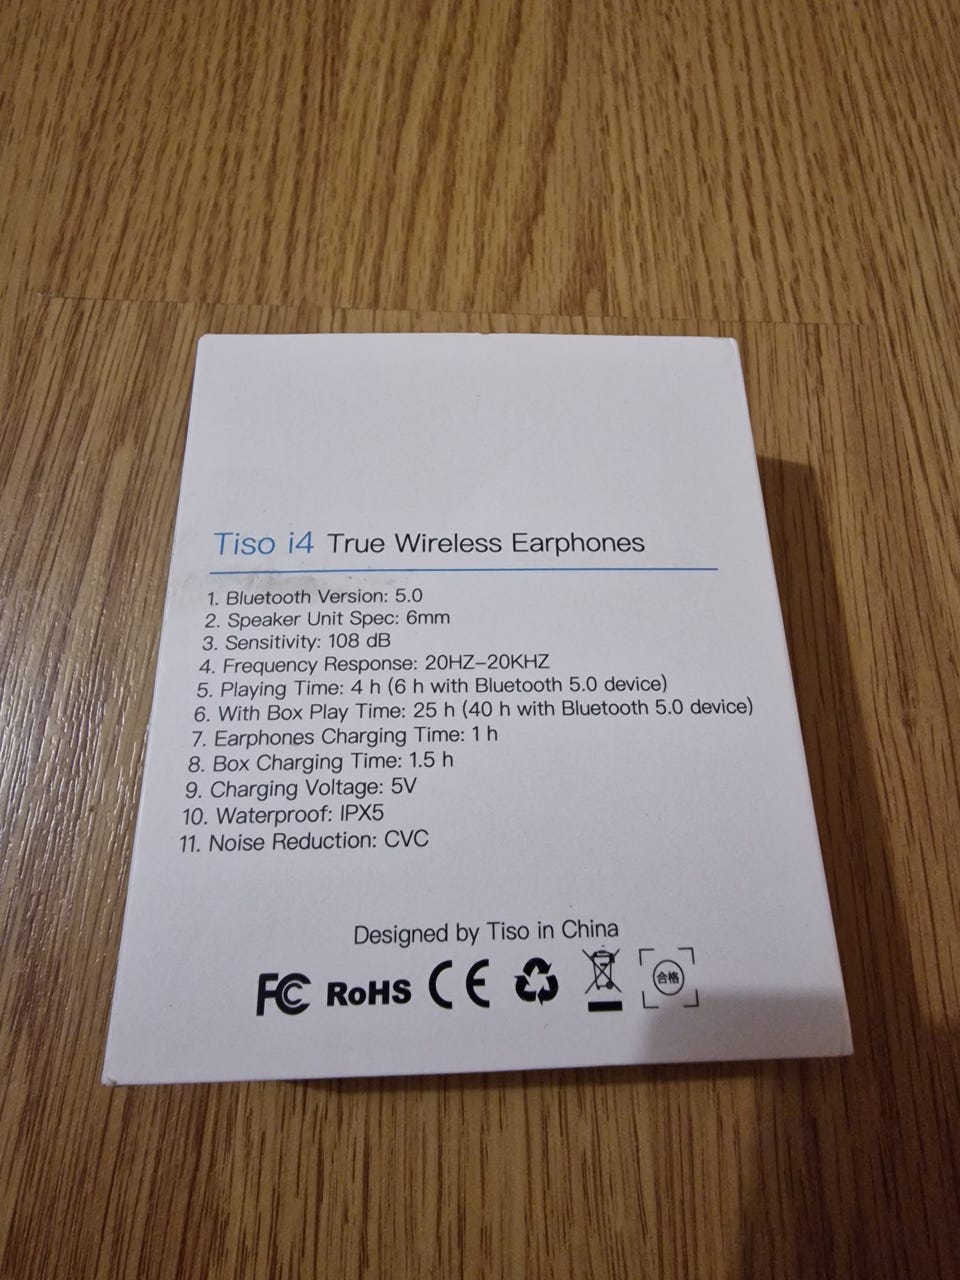 Tiso i4 True Wireless Earphones
1. Bluetooth Version: 5.0
2. Speaker Unit Spec: 6mm
3. Sensitivity: 108 dB
4. Frequency Response: 20HZ–20KHZ
5. Playing Time: 4 h (6 h with Bluetooth 5.0 device)
6. With Box Play Time: 25 h (40 h with Bluetooth 5.0 device)
7. Earphones Charging Time: 1 h
8. Box Charging Time: 1.5 h
9. Charging Voltage: 5V
10. Waterproof: IPX5
11. Noise Reduction: CVC
Designed by Tiso in China
FC RoHS CE 合格